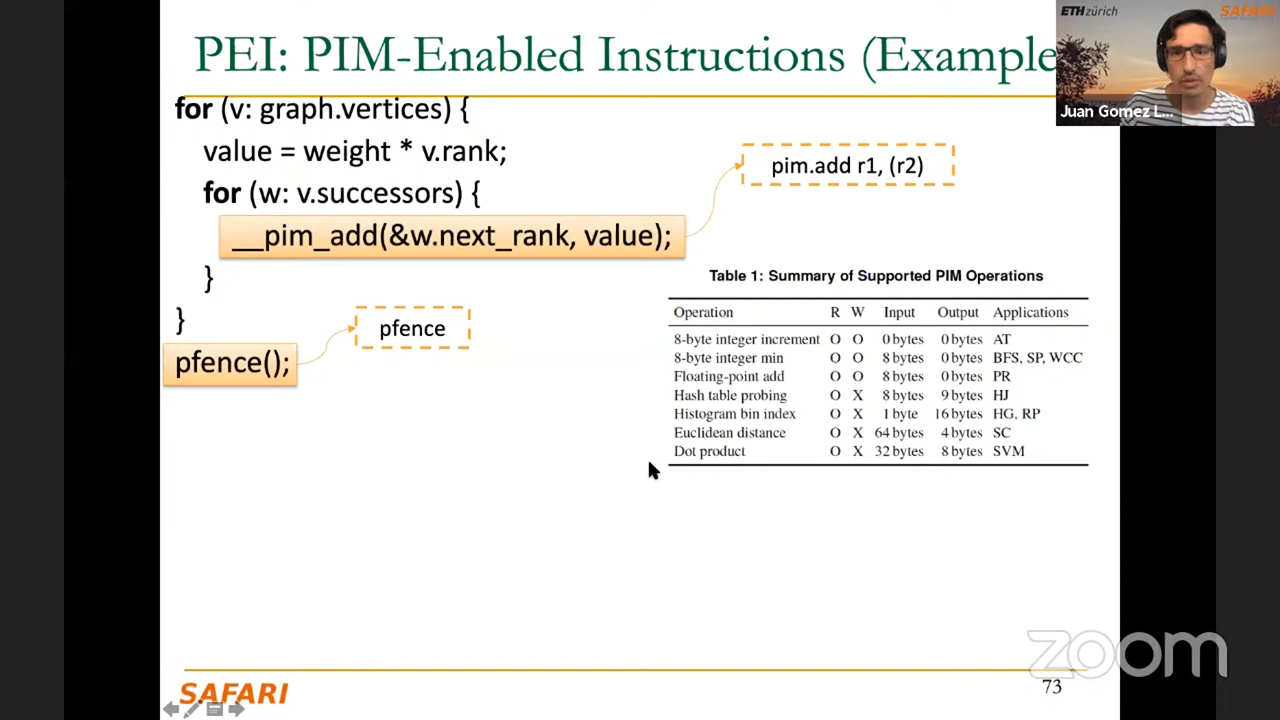 PEI: PIM-Enabled Instructions (Example
ETHzürich
SAFARI
Juan Gomez L...
for (v: graph.vertices) {
value = weight * v.rank;
for (w: v.successors) {
__pim_add(&w.next_rank, value);
}
}
pfence();
pim.add r1, (r2)
pfence
Table 1: Summary of Supported PIM Operations
Operation R W Input Output Applications
8-byte integer increment O O 0 bytes 0 bytes AT
8-byte integer min O O 8 bytes 0 bytes BFS, SP, WCC
Floating-point add O O 8 bytes 0 bytes PR
Hash table probing O X 8 bytes 9 bytes HJ
Histogram bin index O X 1 byte 16 bytes HG, RP
Euclidean distance O X 64 bytes 4 bytes SC
Dot product O X 32 bytes 8 bytes SVM
zoom
SAFARI
73